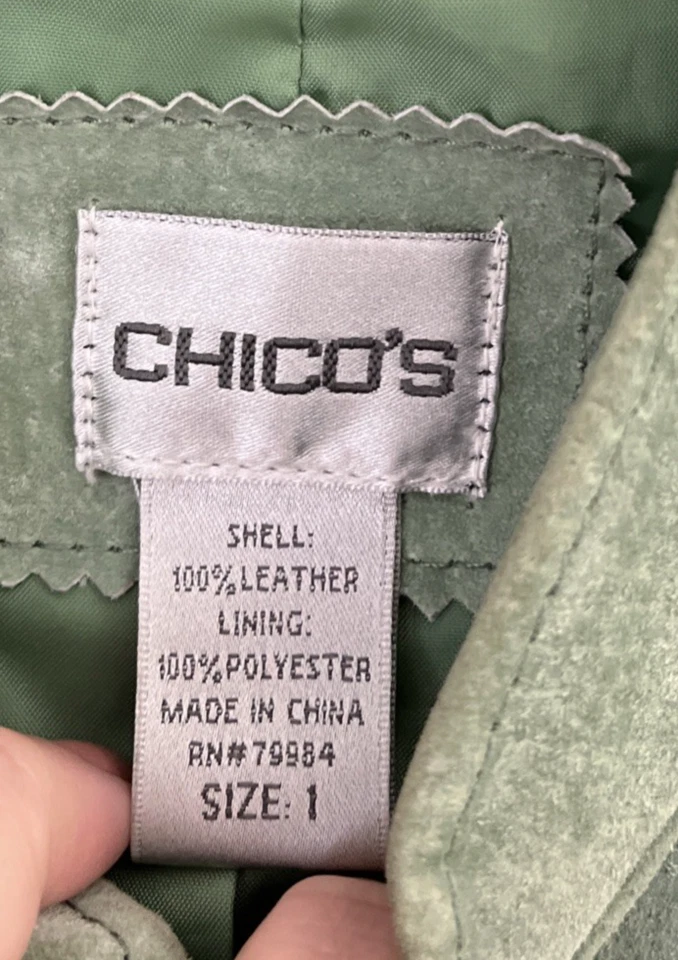 CHICO'S
SHELL:
100%LEATHER
LINING:
100%POLYESTER
MADE IN CHINA
RN#79984
SIZE: 1